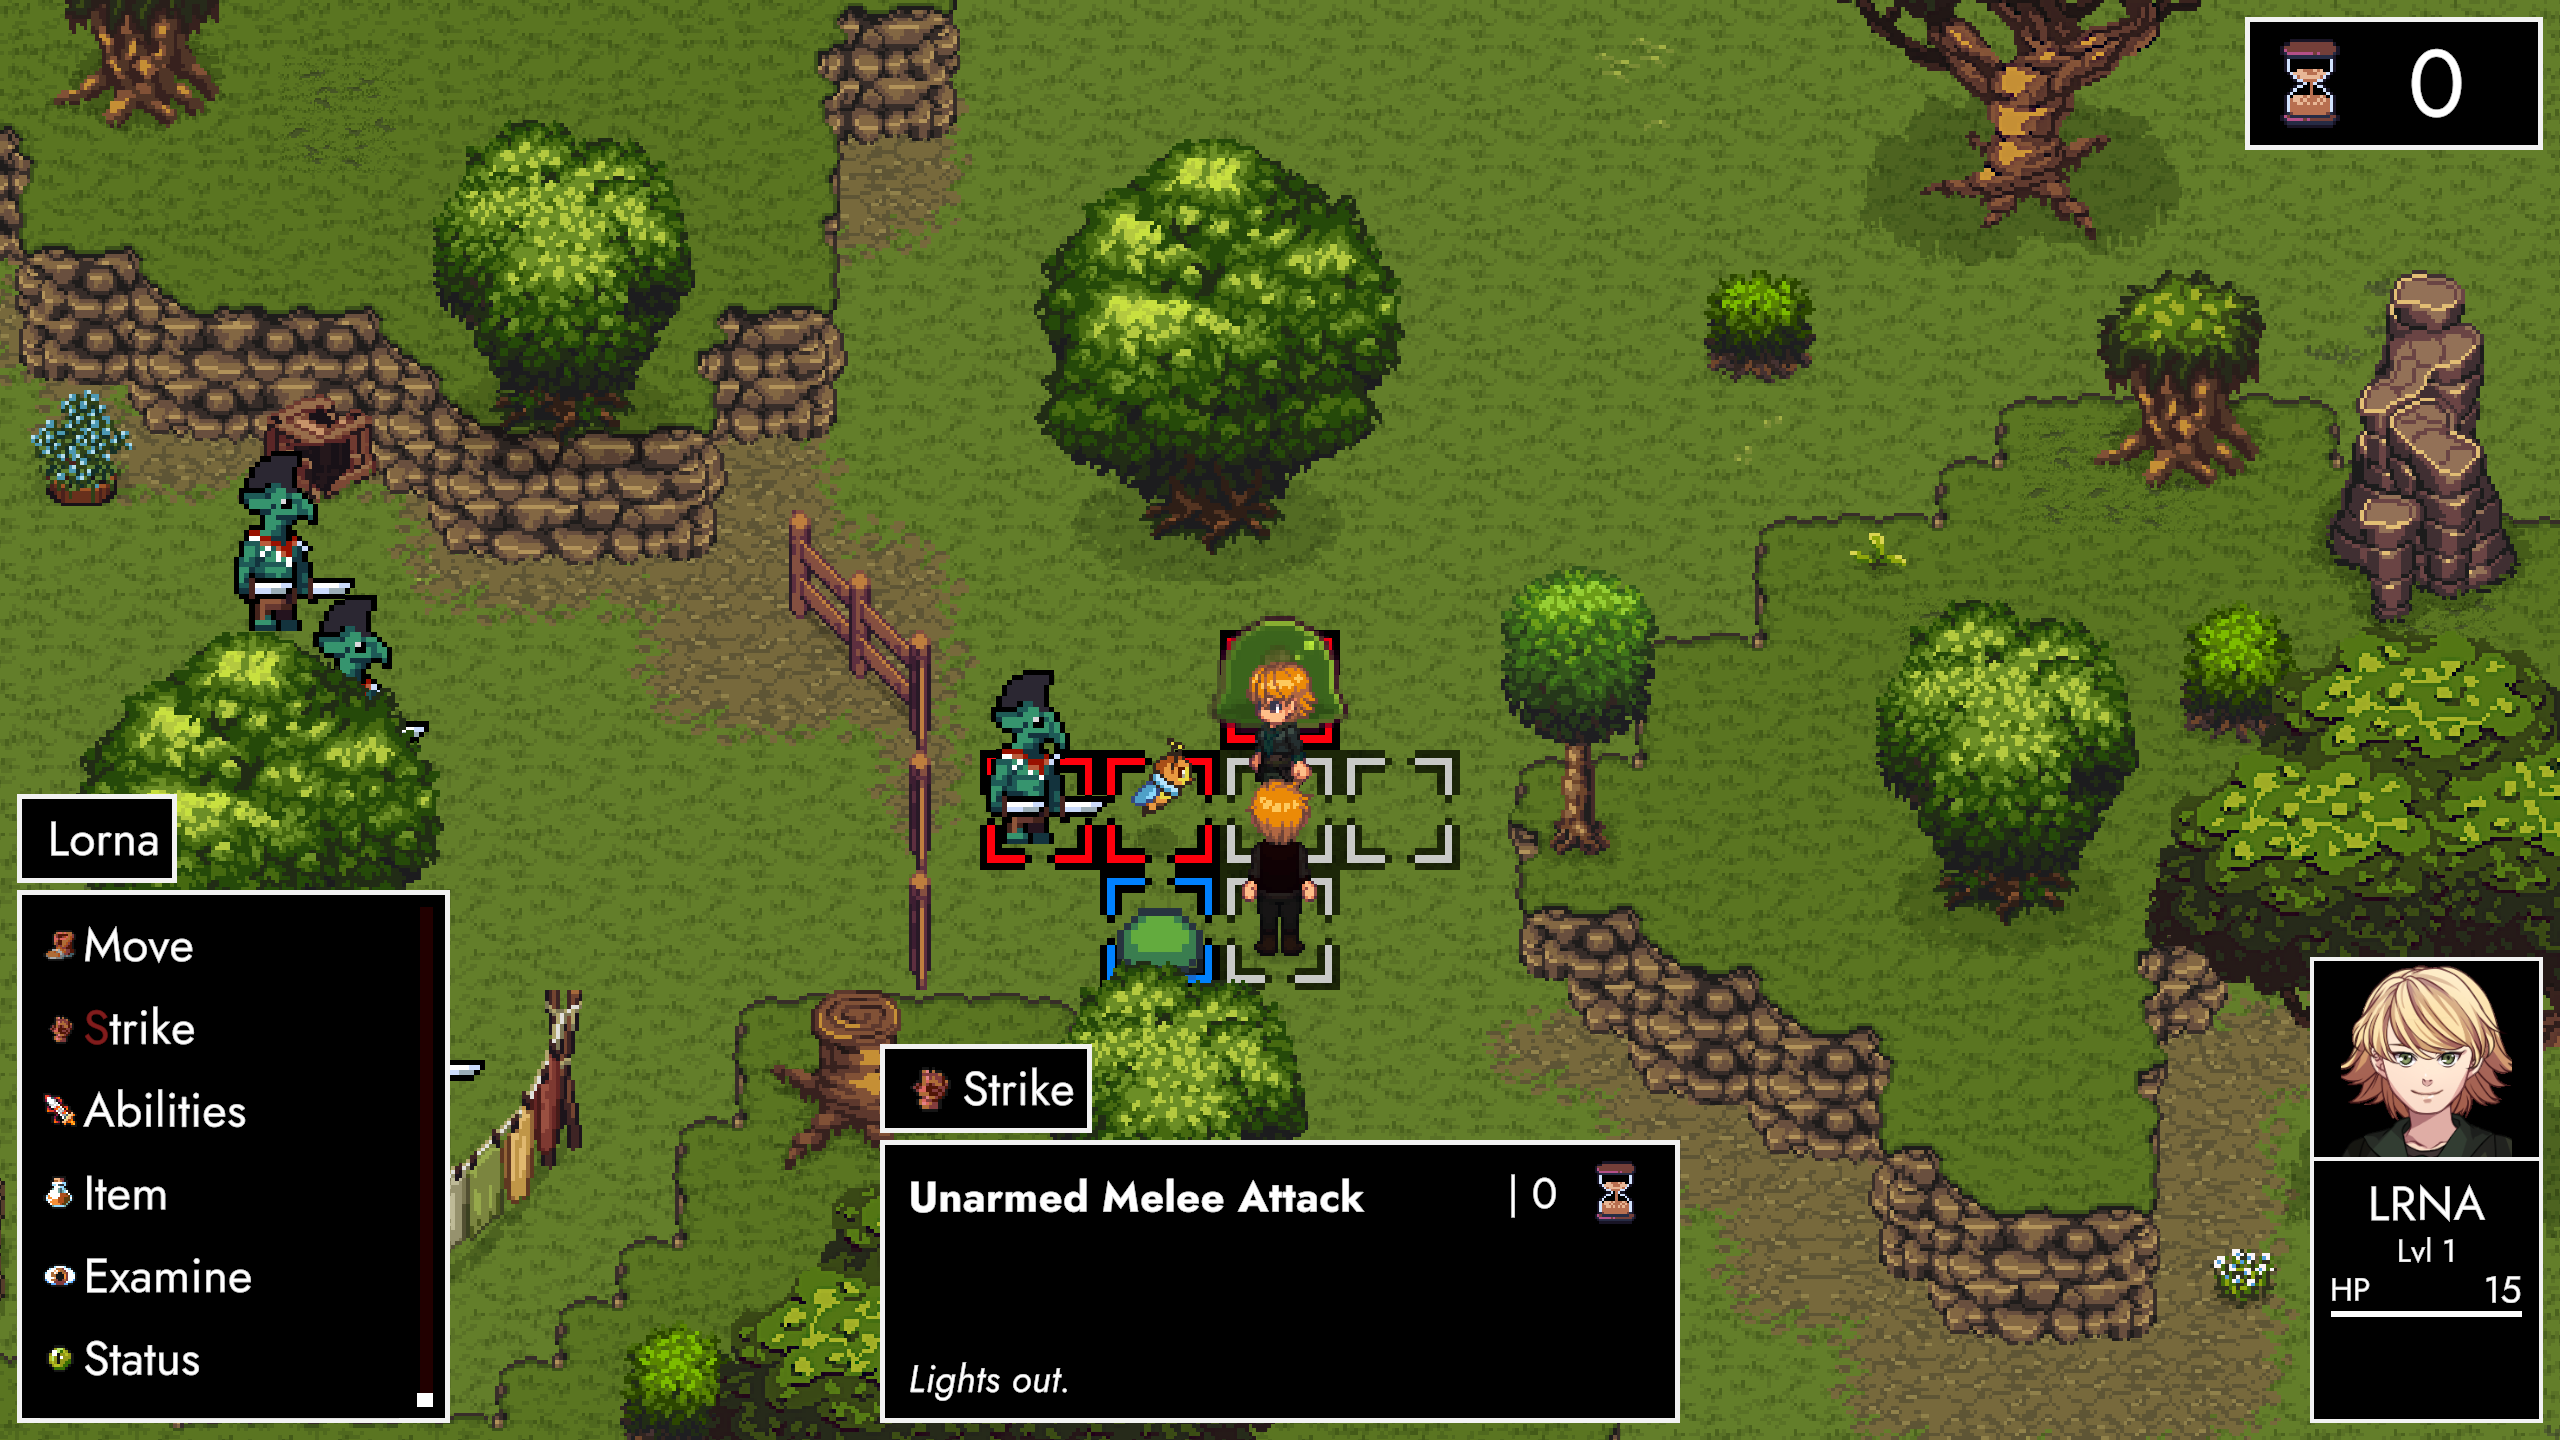 0
Lorna
Move
Strike
Abilities
Item
Examine
Status
Strike
Unarmed Melee Attack | 0
Lights out.
LRNA
Lvl 1
HP 15